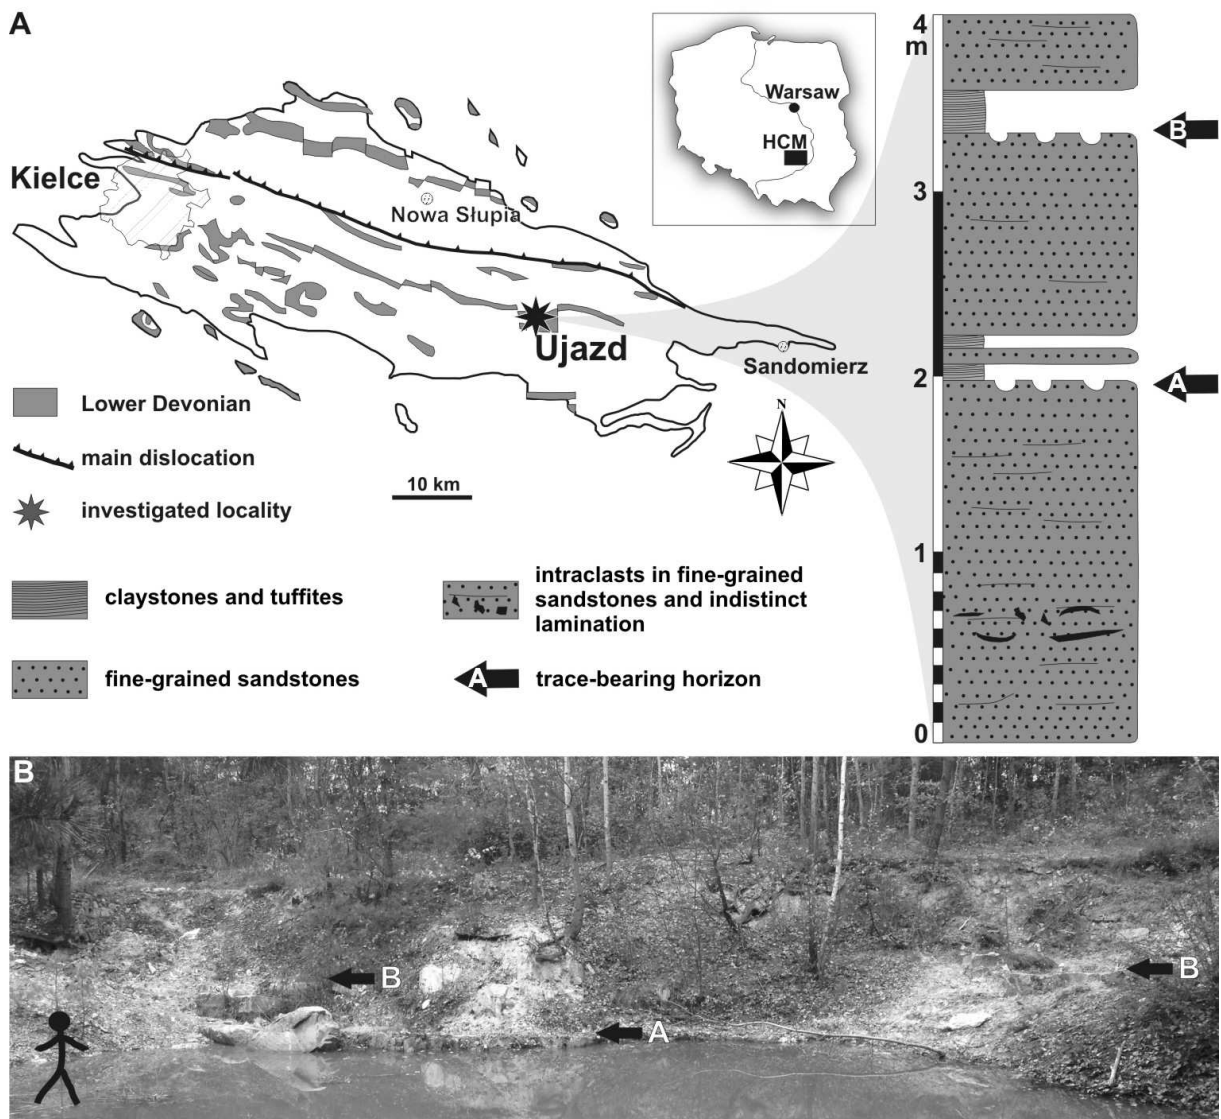 A
Kielce
Nowa Słupia
Ujazd
Sandomierz
Warsaw
HCM
N
10 km
Lower Devonian
main dislocation
investigated locality
claystones and tuffites
fine-grained sandstones
intraclasts in fine-grained
sandstones and indistinct
lamination
A
trace-bearing horizon
4
m
3
2
1
0
B
A
B
B
B
A